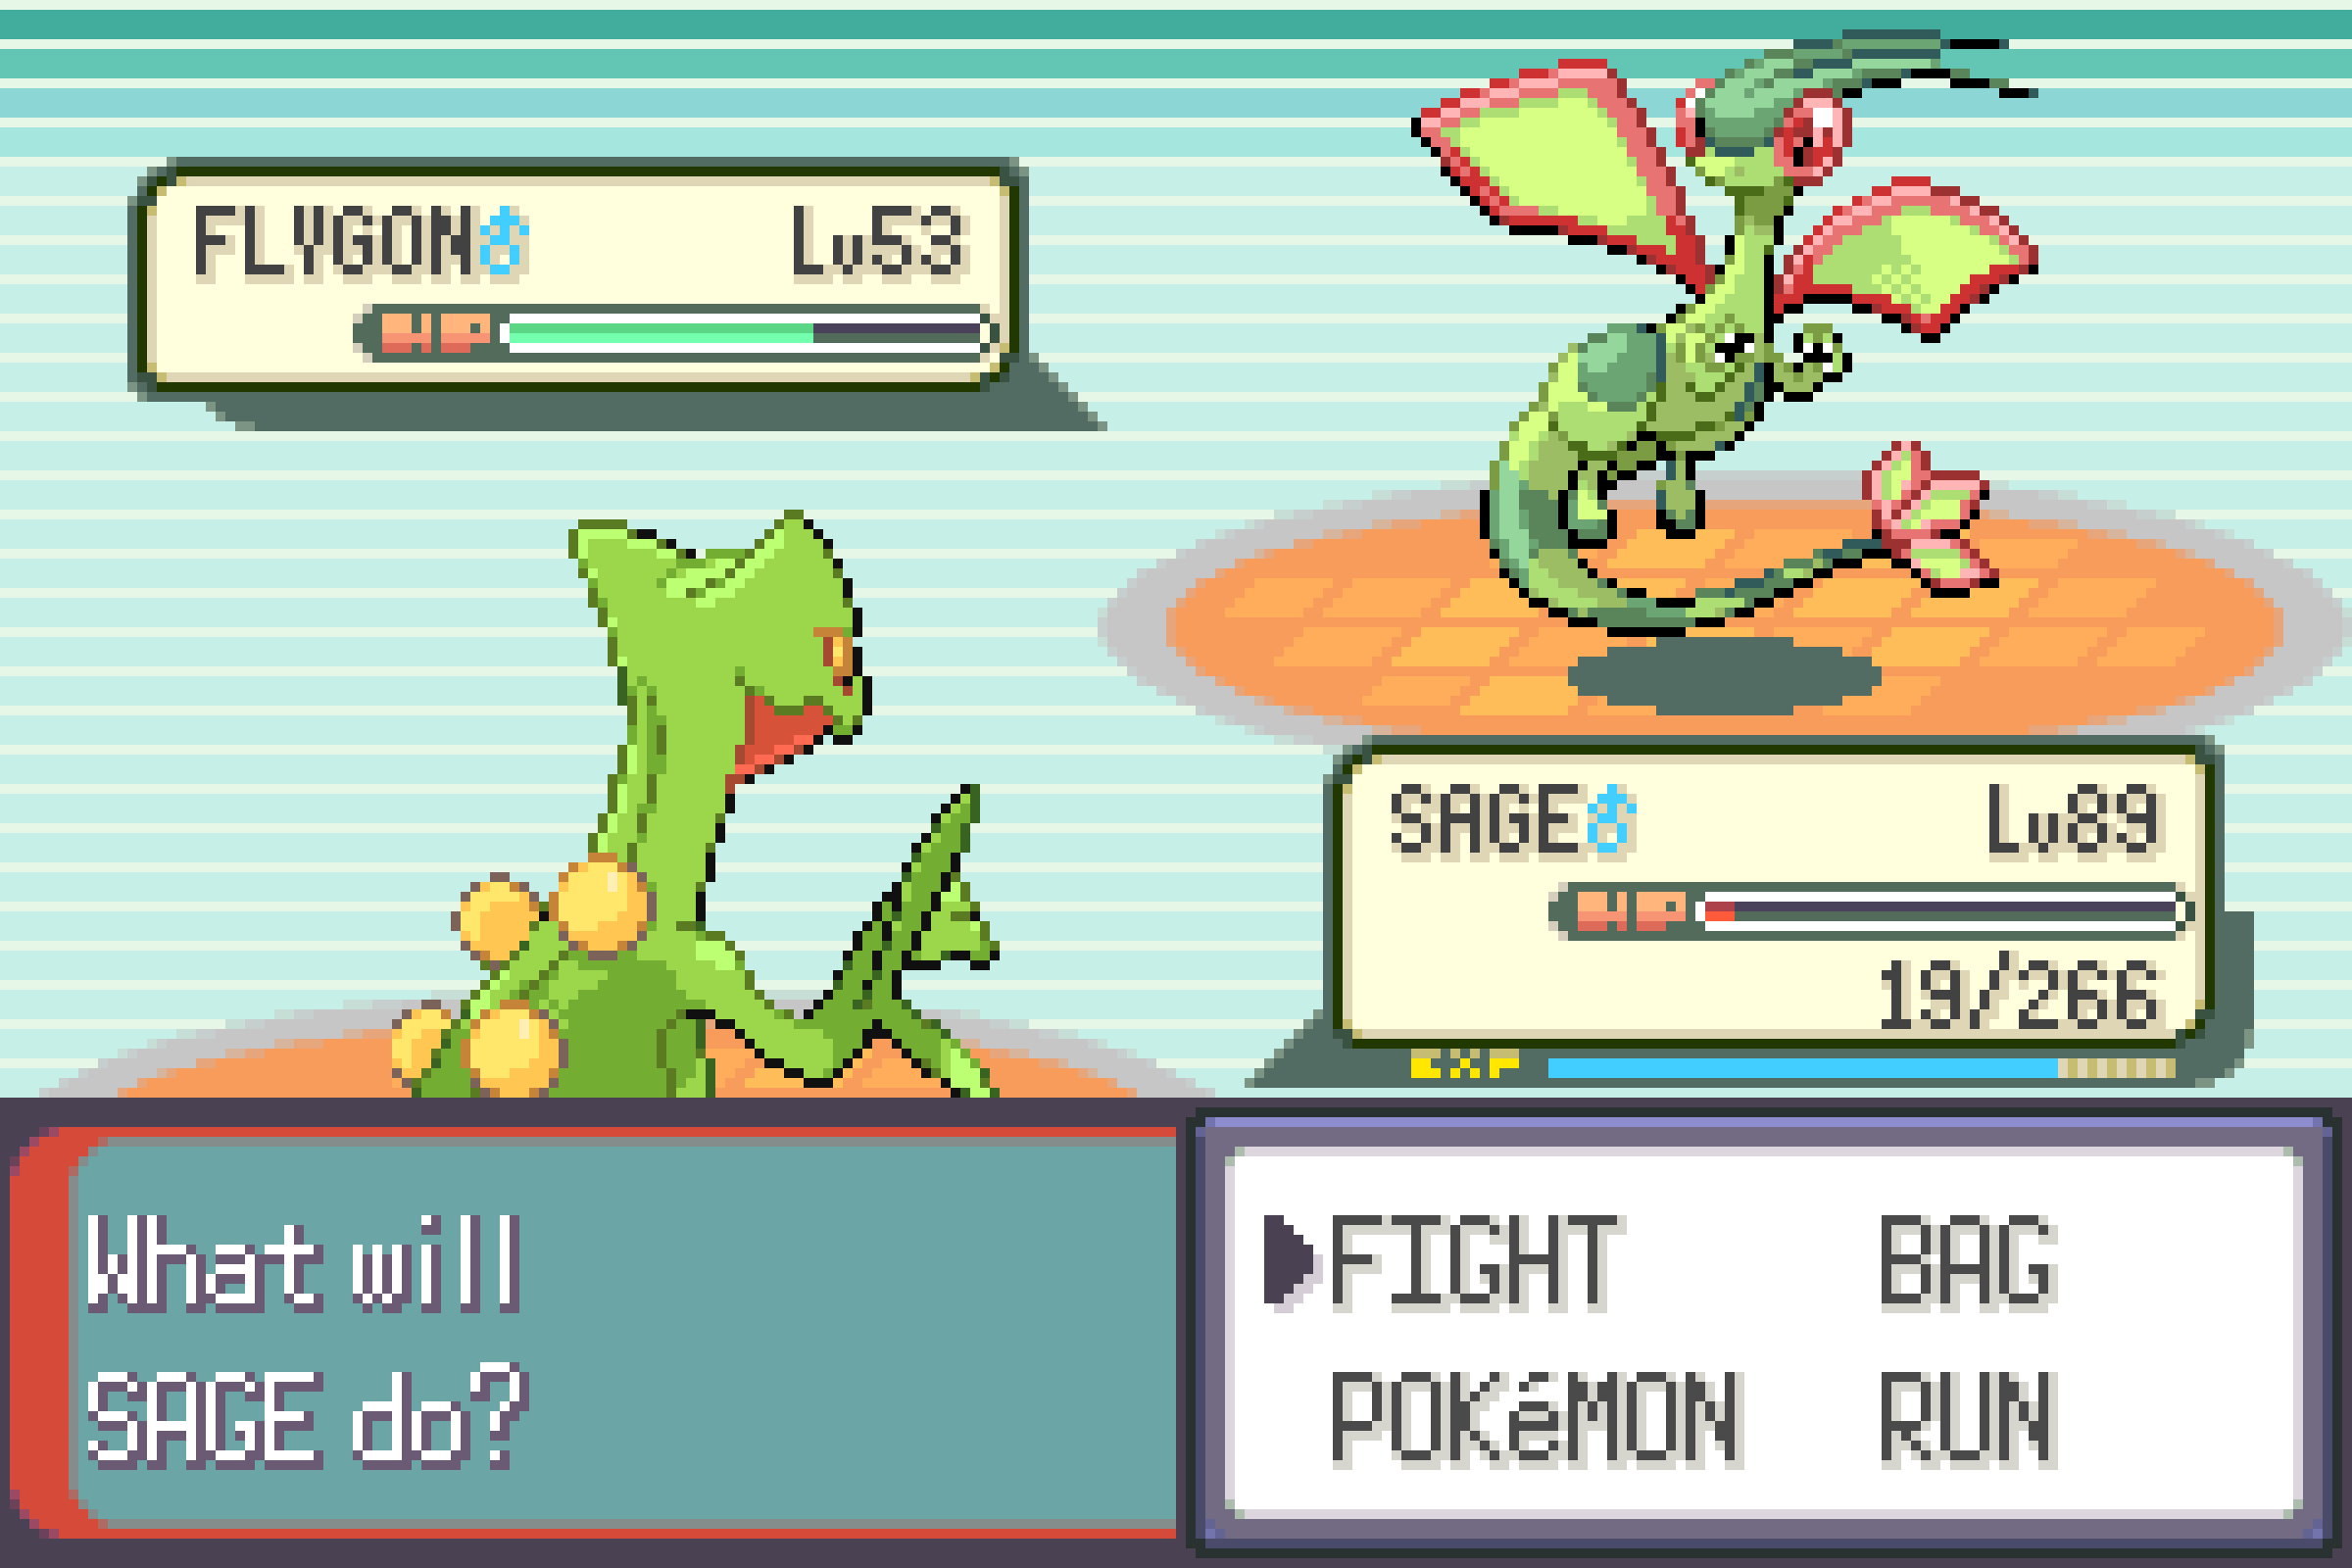 FLYGON♂ Lv53
HP
SAGE♂ Lv89
HP
19/266
EXP
What will
SAGE do?
FIGHT BAG
POKéMON RUN